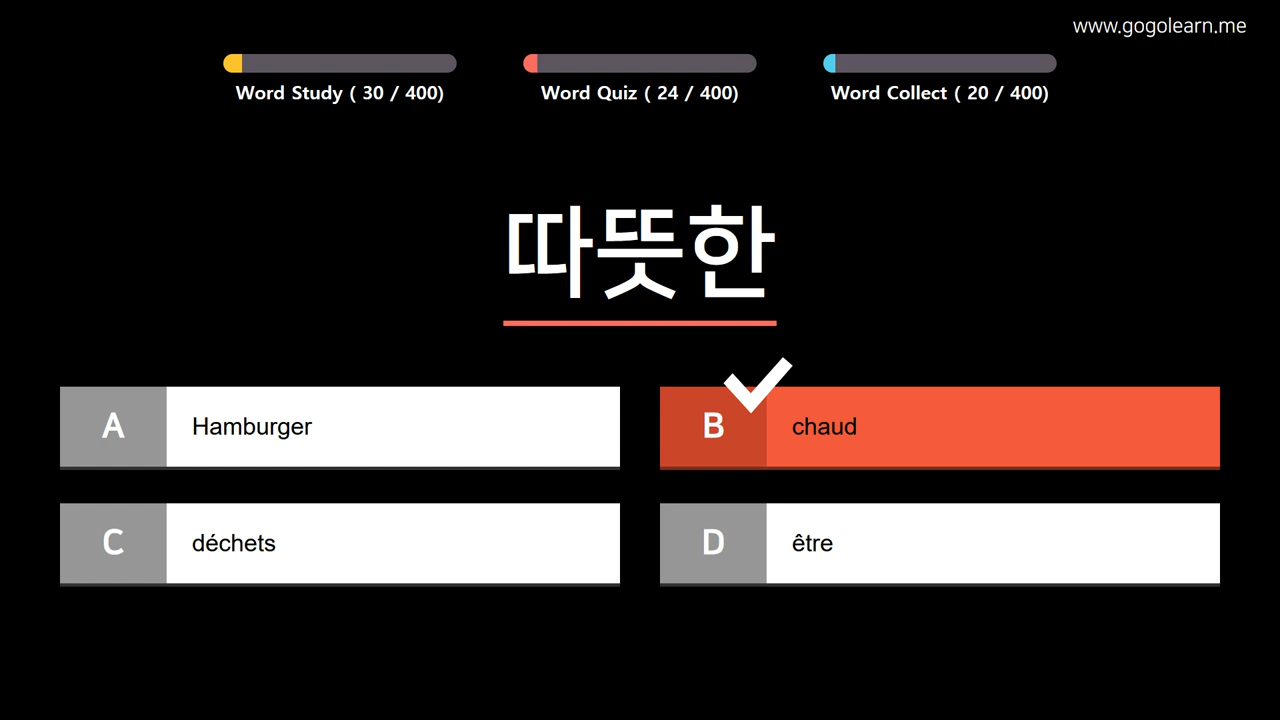 www.gogolearn.me
Word Study ( 30 / 400)
Word Quiz ( 24 / 400)
Word Collect ( 20 / 400)
따뜻한
A Hamburger
B chaud
C déchets
D être